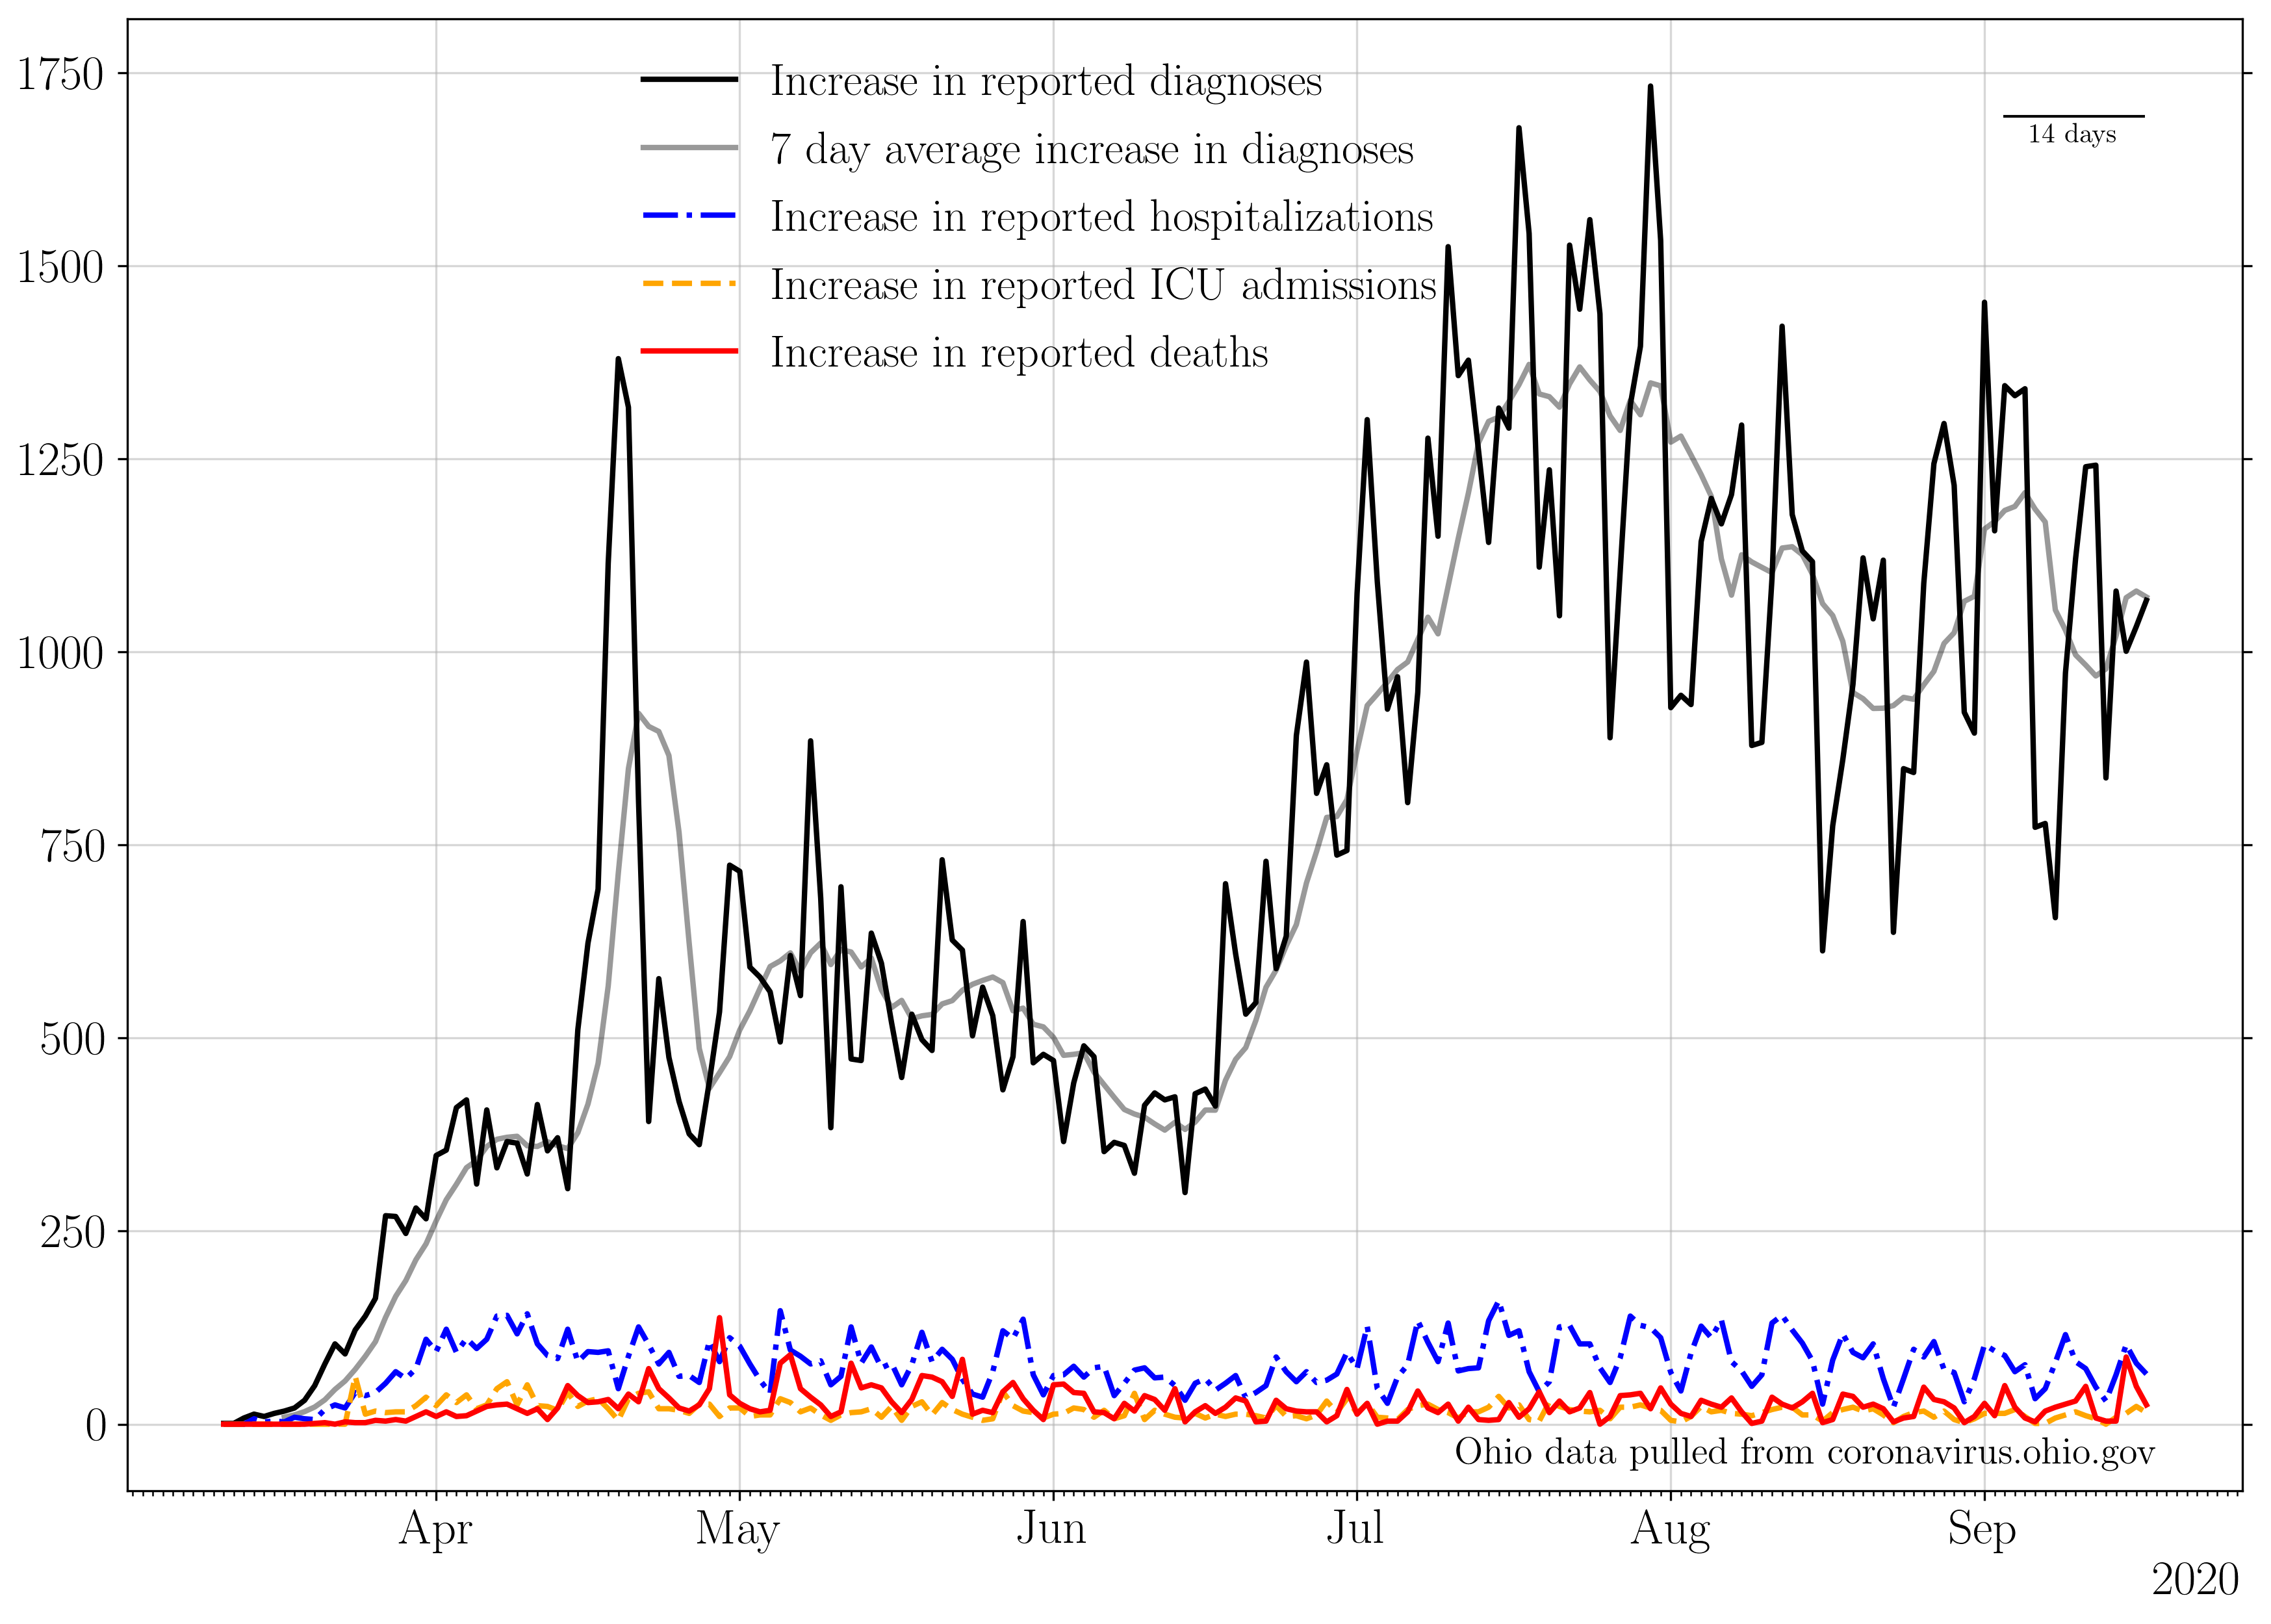 1750
1500
1250
1000
750
500
250
0
Increase in reported diagnoses
7 day average increase in diagnoses
Increase in reported hospitalizations
Increase in reported ICU admissions
Increase in reported deaths
14 days
Ohio data pulled from coronavirus.ohio.gov
Apr May Jun Jul Aug Sep
2020